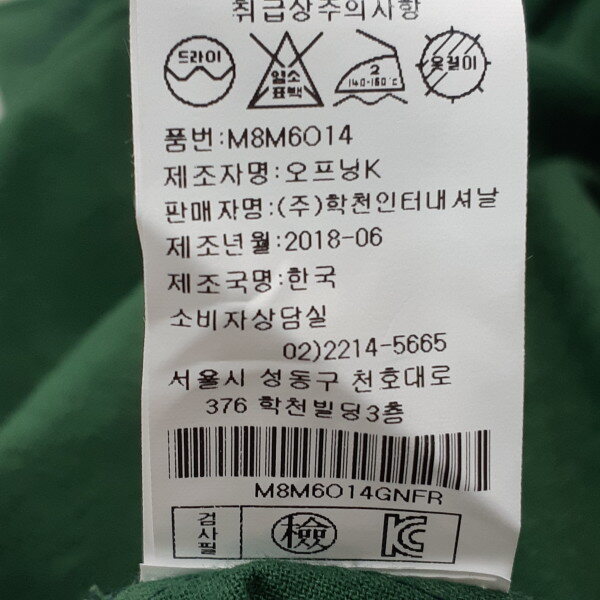 취급상주의사항
드라이 염소 표백 2 140-160℃ 옷걸이
품번:M8M6014
제조자명:오프닝K
판매자명:(주)학천인터내셔날
제조년월:2018-06
제조국명:한국
소비자상담실
02)2214-5665
서울시 성동구 천호대로
376 학천빌딩3층
M8M6014GNFR
검사필 檢 KC